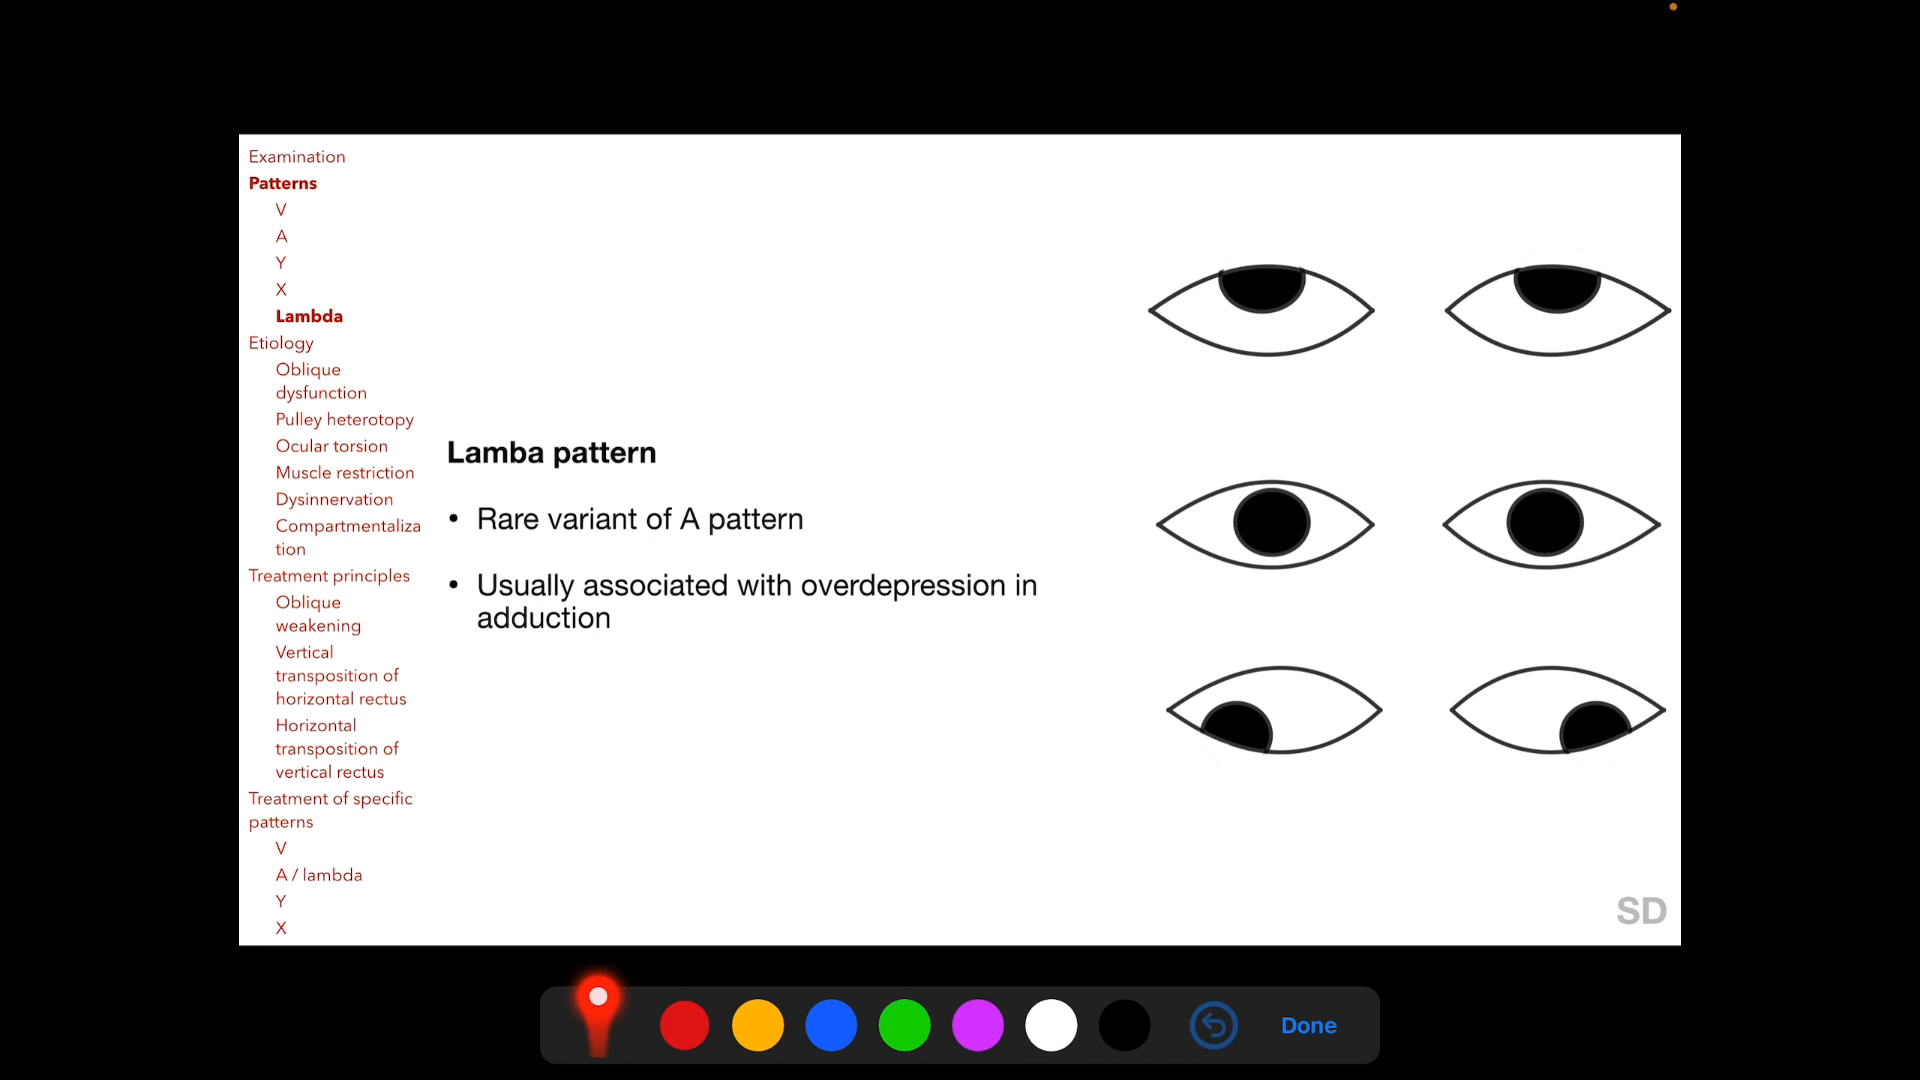 Examination
Patterns
V
A
Y
X
Lambda
Etiology
Oblique
dysfunction
Pulley heterotopy
Ocular torsion
Muscle restriction
Dysinnervation
Compartmentaliza
tion
Treatment principles
Oblique
weakening
Vertical
transposition of
horizontal rectus
Horizontal
transposition of
vertical rectus
Treatment of specific
patterns
V
A / lambda
Y
X
Lamba pattern
• Rare variant of A pattern
• Usually associated with overdepression in
adduction
SD
Done